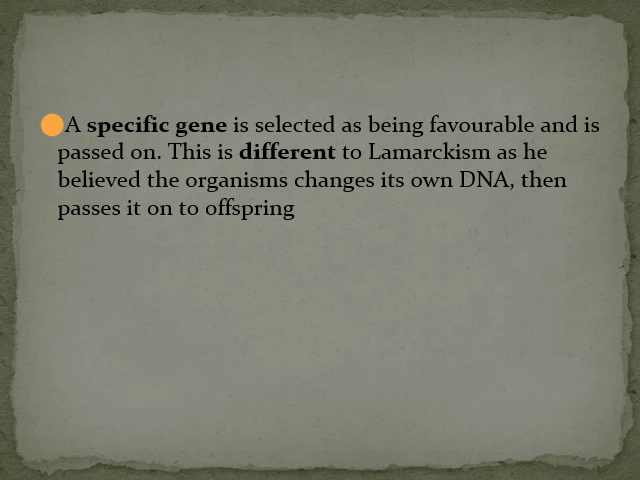 A specific gene is selected as being favourable and is
passed on. This is different to Lamarckism as he
believed the organisms changes its own DNA, then
passes it on to offspring